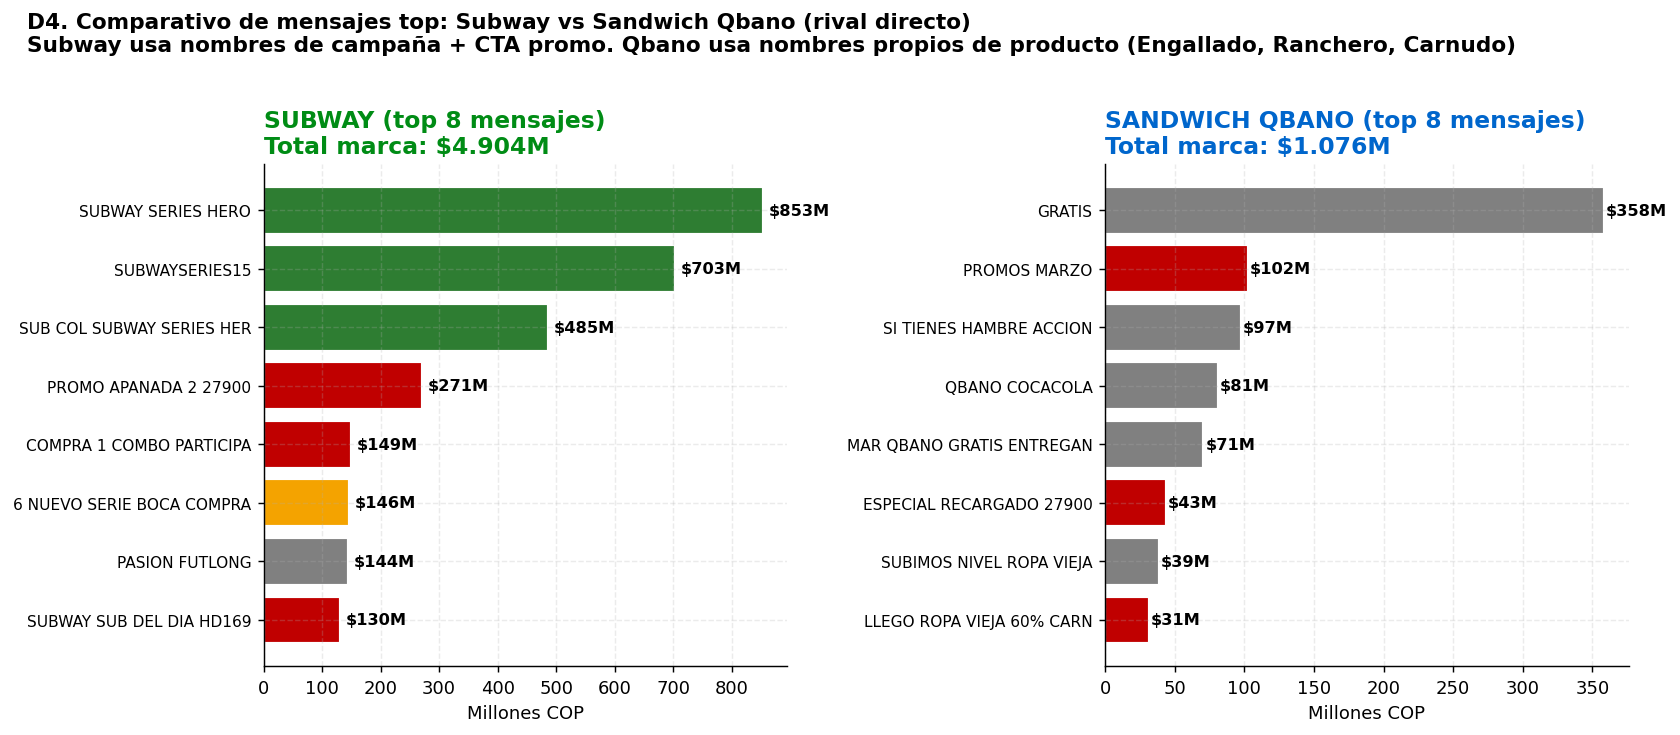 D4. Comparativo de mensajes top: Subway vs Sandwich Qbano (rival directo)
Subway usa nombres de campaña + CTA promo. Qbano usa nombres propios de producto (Engallado, Ranchero, Carnudo)
SUBWAY (top 8 mensajes)
Total marca: $4.904M
SUBWAY SERIES HERO $853M
SUBWAYSERIES15 $703M
SUB COL SUBWAY SERIES HER $485M
PROMO APANADA 2 27900 $271M
COMPRA 1 COMBO PARTICIPA $149M
6 NUEVO SERIE BOCA COMPRA $146M
PASION FUTLONG $144M
SUBWAY SUB DEL DIA HD169 $130M
0 100 200 300 400 500 600 700 800
Millones COP
SANDWICH QBANO (top 8 mensajes)
Total marca: $1.076M
GRATIS $358M
PROMOS MARZO $102M
SI TIENES HAMBRE ACCION $97M
QBANO COCACOLA $81M
MAR QBANO GRATIS ENTREGAN $71M
ESPECIAL RECARGADO 27900 $43M
SUBIMOS NIVEL ROPA VIEJA $39M
LLEGO ROPA VIEJA 60% CARN $31M
0 50 100 150 200 250 300 350
Millones COP